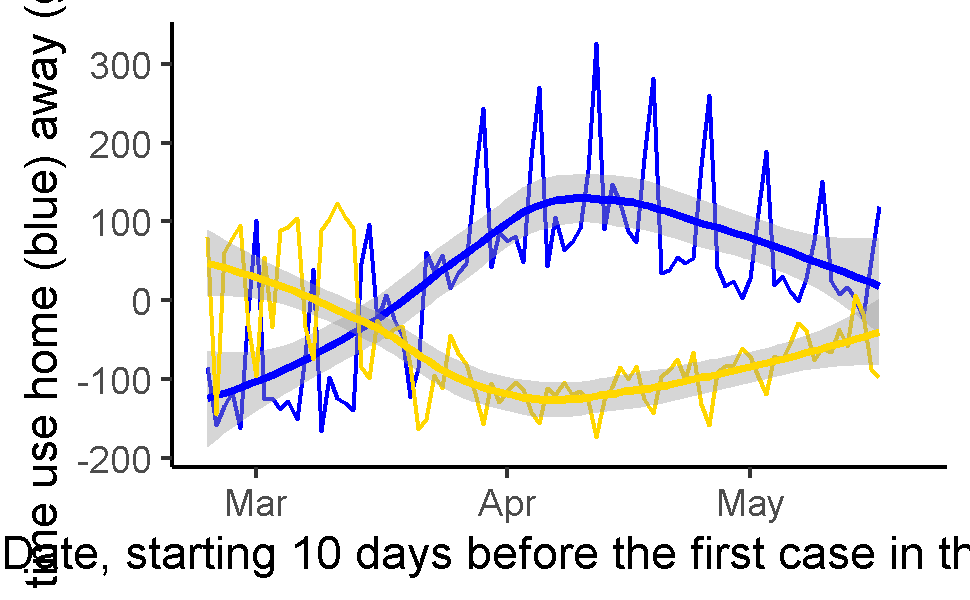 time use home (blue) away (
300
200
100
0
-100
-200
Mar Apr May
Date, starting 10 days before the first case in th